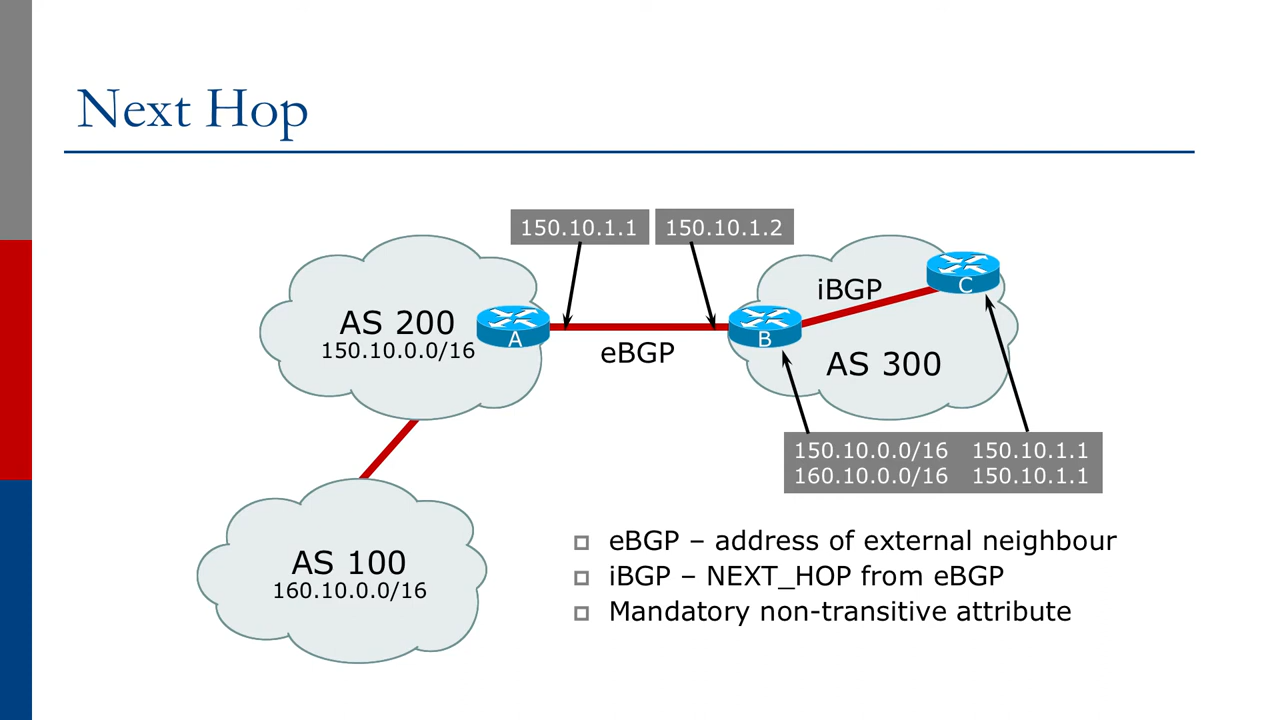 Next Hop
150.10.1.1
150.10.1.2
iBGP
C
AS 200
150.10.0.0/16
A
B
eBGP
AS 300
150.10.0.0/16 150.10.1.1
160.10.0.0/16 150.10.1.1
AS 100
160.10.0.0/16
eBGP – address of external neighbour
iBGP – NEXT_HOP from eBGP
Mandatory non-transitive attribute